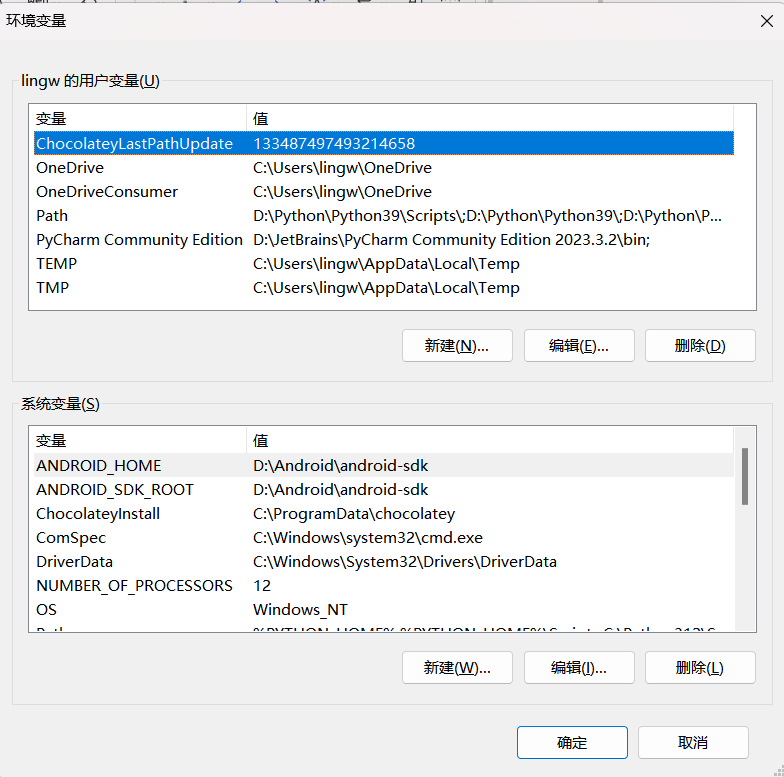 环境变量
lingw 的用户变量(U)
变量 值
ChocolateyLastPathUpdate 133487497493214658
OneDrive C:\Users\lingw\OneDrive
OneDriveConsumer C:\Users\lingw\OneDrive
Path D:\Python\Python39\Scripts\;D:\Python\Python39\;D:\Python\P...
PyCharm Community Edition D:\JetBrains\PyCharm Community Edition 2023.3.2\bin;
TEMP C:\Users\lingw\AppData\Local\Temp
TMP C:\Users\lingw\AppData\Local\Temp
新建(N)... 编辑(E)... 删除(D)
系统变量(S)
变量 值
ANDROID_HOME D:\Android\android-sdk
ANDROID_SDK_ROOT D:\Android\android-sdk
ChocolateyInstall C:\ProgramData\chocolatey
ComSpec C:\Windows\system32\cmd.exe
DriverData C:\Windows\System32\Drivers\DriverData
NUMBER_OF_PROCESSORS 12
OS Windows_NT
新建(W)... 编辑(I)... 删除(L)
确定 取消